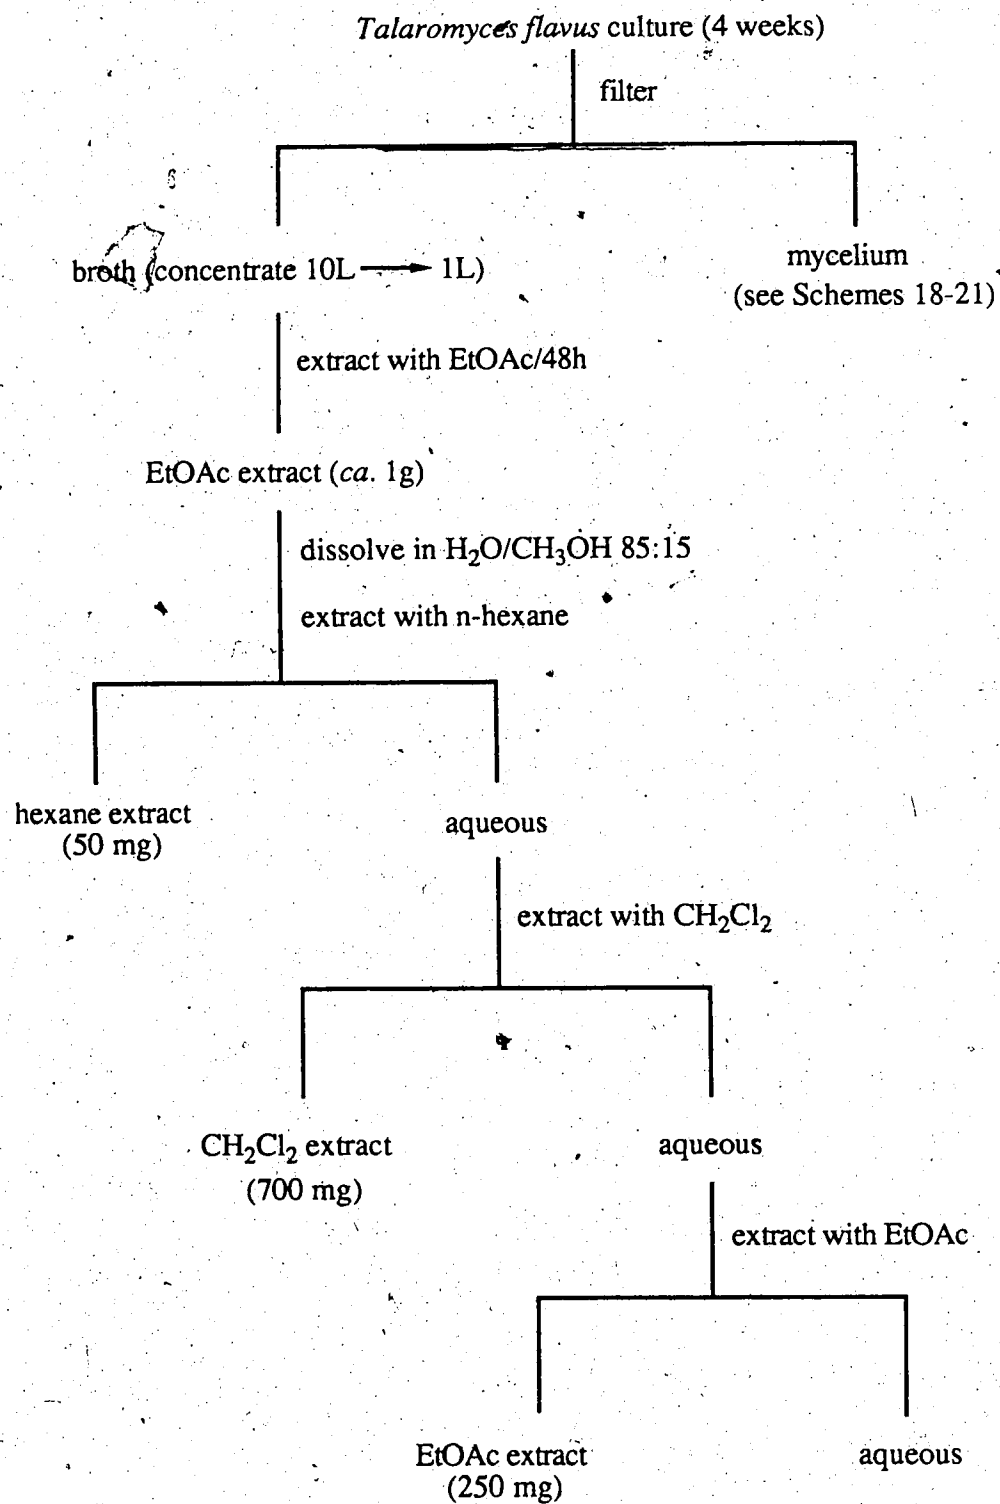 Talaromyces flavus culture (4 weeks)
filter
broth (concentrate 10L → 1L)
mycelium
(see Schemes 18-21)
extract with EtOAc/48h
EtOAc extract (ca. 1g)
dissolve in H₂O/CH₃OH 85:15
extract with n-hexane
hexane extract
(50 mg)
aqueous
extract with CH₂Cl₂
CH₂Cl₂ extract
(700 mg)
aqueous
extract with EtOAc
EtOAc extract
(250 mg)
aqueous